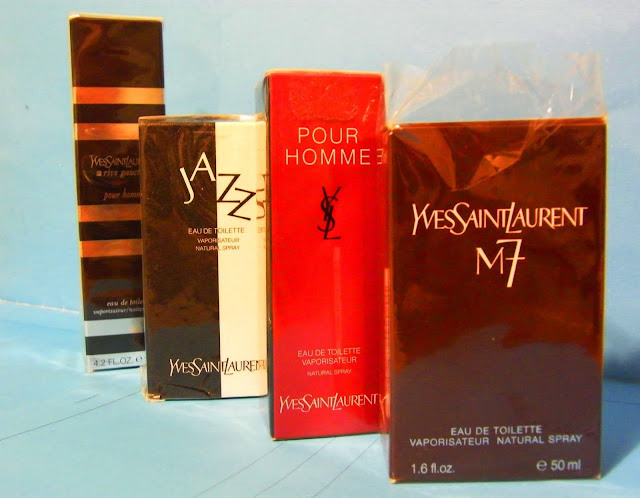 YVESSAINTLAURENT
rive gauche
pour homme
eau de toilette
4.2 FL.OZ. e
JAZZ
EAU DE TOILETTE
VAPORISATEUR
NATURAL SPRAY
YVESSAINTLAURENT
POUR
HOMME
YSL
EAU DE TOILETTE
VAPORISATEUR
NATURAL SPRAY
YVESSAINTLAURENT
YVESSAINTLAURENT
M7
EAU DE TOILETTE
VAPORISATEUR NATURAL SPRAY
1.6 fl.oz. e 50 ml